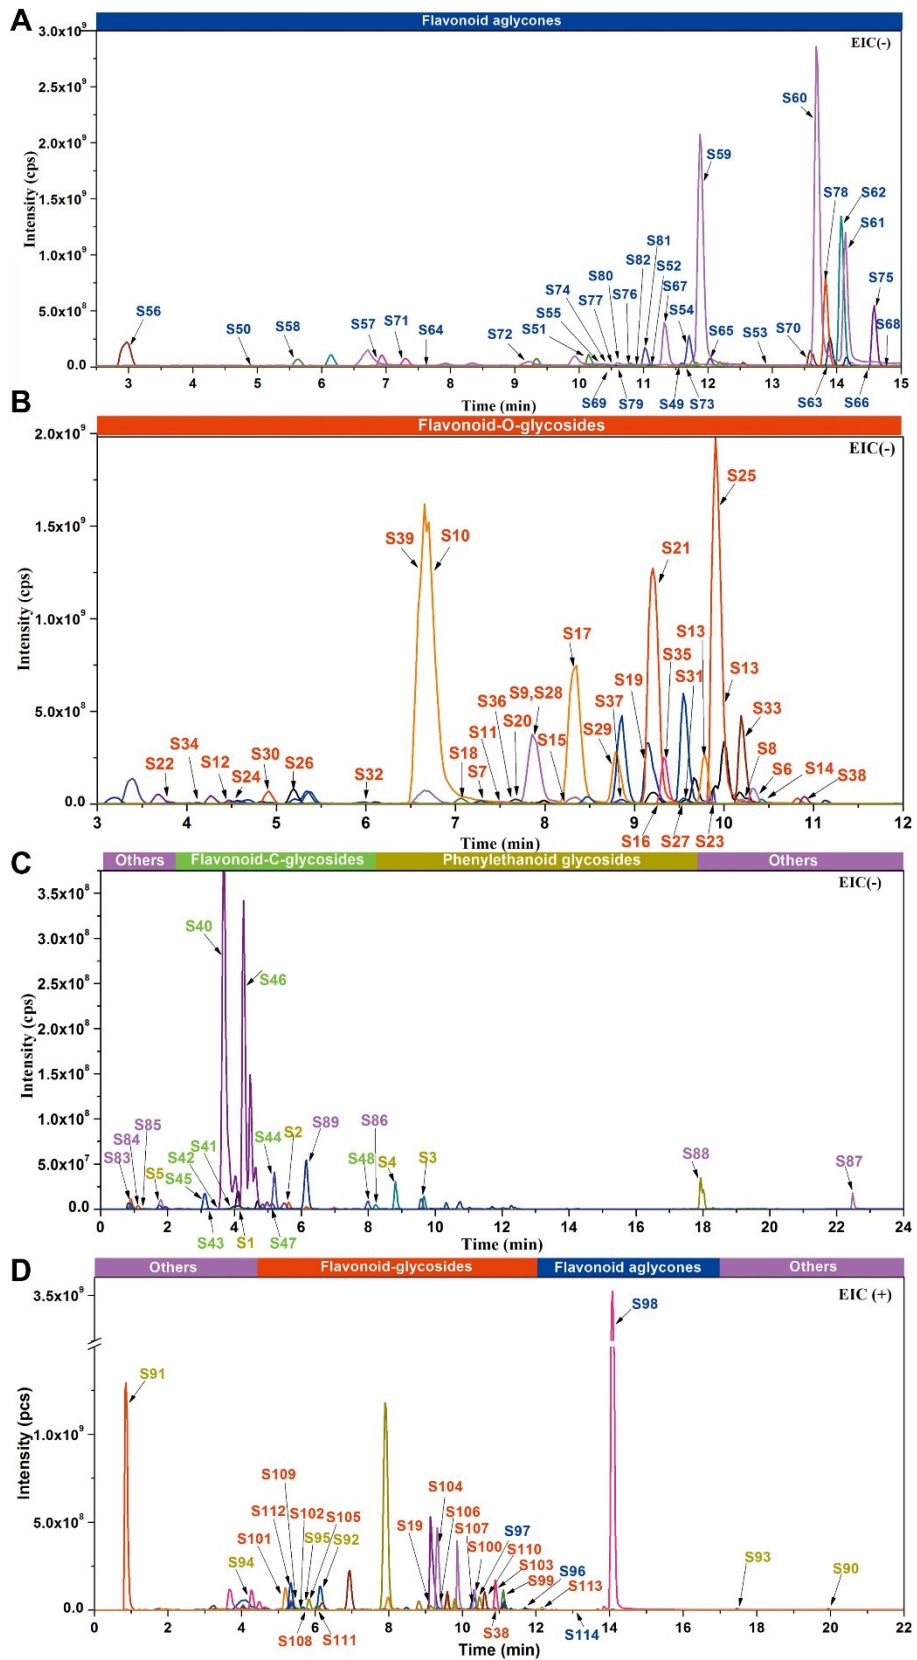 A
Flavonoid aglycones
EIC(-)
3.0x10⁹
2.5x10⁹
2.0x10⁹
1.5x10⁹
1.0x10⁹
5.0x10⁸
0.0
Intensity (cps)
S60
S59
S78 S62
S61
S81
S82 S52
S80
S74 S76 S67
S77
S55 S54
S75
S56 S50 S58 S57 S71 S64 S72 S51 S65 S53 S70 S68
3 4 5 6 7 8 9 10 11 12 13 14 15
S69 S79 S49 S73 S63 S66
Time (min)
B
Flavonoid-O-glycosides
EIC(-)
2.0x10⁹
1.5x10⁹
1.0x10⁹
5.0x10⁸
0.0
Intensity (cps)
S25
S39 S10
S21
S17 S13
S19 S35
S13
S31
S36 S9,S28 S37
S20 S33
S11 S15 S29
S34
S22 S12 S30 S26 S32 S18 S8
S24 S7 S6 S14 S38
3 4 5 6 7 8 9 10 11 12
S16 S27 S23
Time (min)
C
Others Flavonoid-C-glycosides Phenylethanoid glycosides Others
EIC(-)
3.5x10⁸
3.0x10⁸
2.5x10⁸
2.0x10⁸
1.5x10⁸
1.0x10⁸
5.0x10⁷
0.0
Intensity (cps)
S40
S46
S85 S86
S84 S44 S2 S89
S83 S42 S41 S48 S4 S3 S88 S87
S5 S45
0 2 4 6 8 10 12 14 16 18 20 22 24
S43 S1 S47
Time (min)
D
Others Flavonoid-glycosides Flavonoid aglycones Others
EIC (+)
3.5x10⁹
1.0x10⁹
5.0x10⁸
0.0
Intensity (pcs)
S98
S91
S109 S104
S112 S102 S105 S106
S101 S95 S92 S19 S107 S97
S100 S110
S94 S103 S96 S93
S99 S113 S90
0 2 4 6 8 10 12 14 16 18 20 22
S108 S111 S38 S114
Time (min)